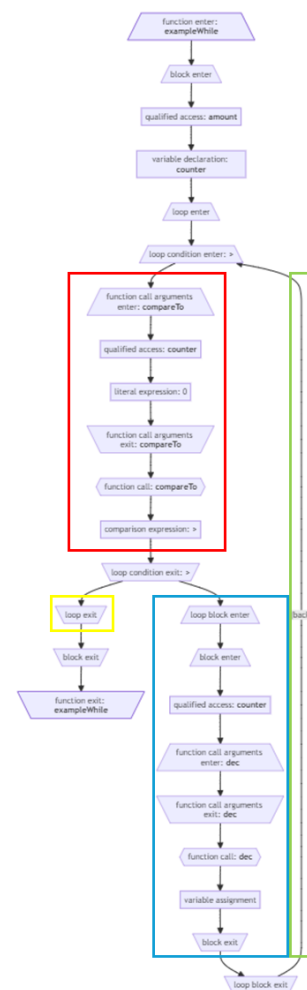 function enter:
exampleWhile
block enter
qualified access: amount
variable declaration:
counter
loop enter
loop condition enter: >
function call arguments
enter: compareTo
qualified access: counter
literal expression: 0
function call arguments
exit: compareTo
function call: compareTo
comparison expression: >
loop condition exit: >
loop exit
block exit
function exit:
exampleWhile
loop block enter
block enter
qualified access: counter
function call arguments
enter: dec
function call arguments
exit: dec
function call: dec
variable assignment
block exit
loop block exit